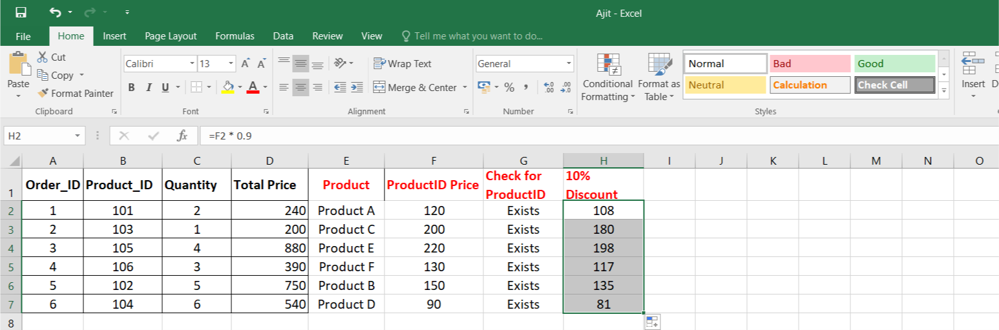 Ajit - Excel
File Home Insert Page Layout Formulas Data Review View Tell me what you want to do...
Paste
Cut
Copy
Format Painter
Clipboard
Calibri 13 A A
B I U A
Font
Wrap Text
Merge & Center
Alignment
General
% , .0 .00 .00 .0
Number
Conditional Formatting
Format as Table
Normal Bad Good
Neutral Calculation Check Cell
Styles
Insert D
H2 fx =F2 * 0.9
A B C D E F G H I J K L M N O
1 Order_ID Product_ID Quantity Total Price Product ProductID Price Check for ProductID 10% Discount
2 1 101 2 240 Product A 120 Exists 108
3 2 103 1 200 Product C 200 Exists 180
4 3 105 4 880 Product E 220 Exists 198
5 4 106 3 390 Product F 130 Exists 117
6 5 102 5 750 Product B 150 Exists 135
7 6 104 6 540 Product D 90 Exists 81
8